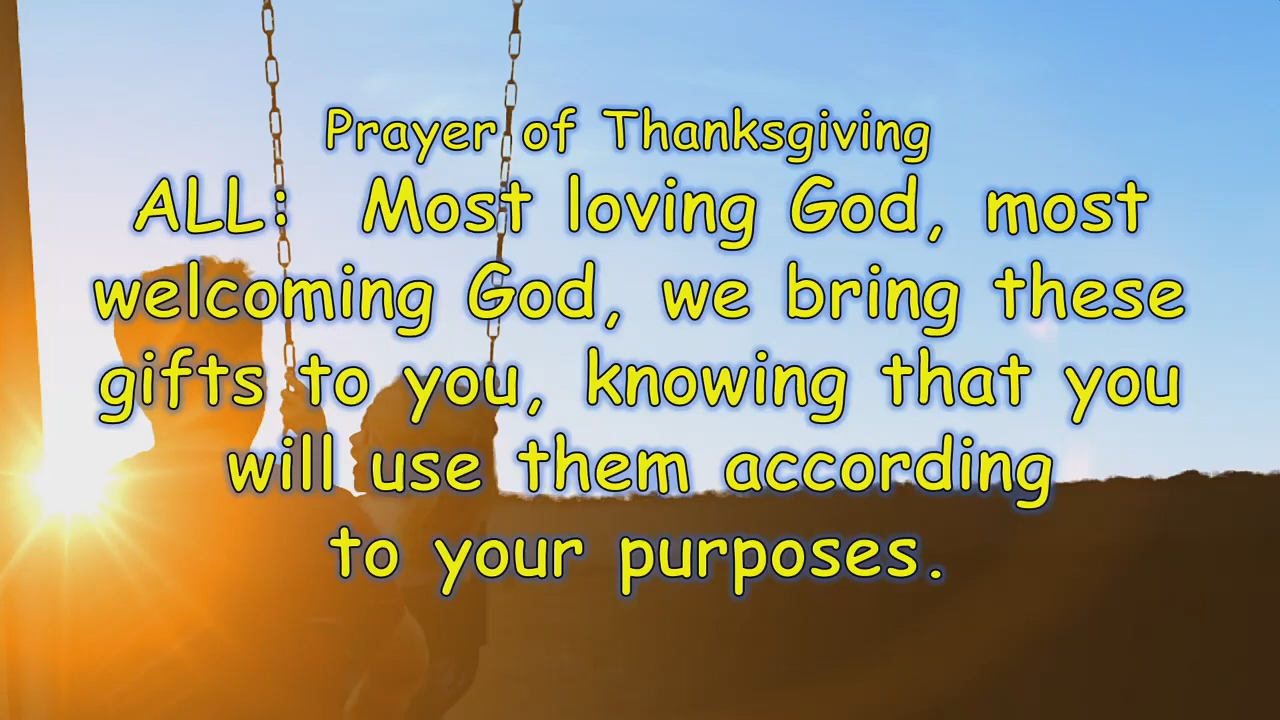 Prayer of Thanksgiving
ALL: Most loving God, most
welcoming God, we bring these
gifts to you, knowing that you
will use them according
to your purposes.